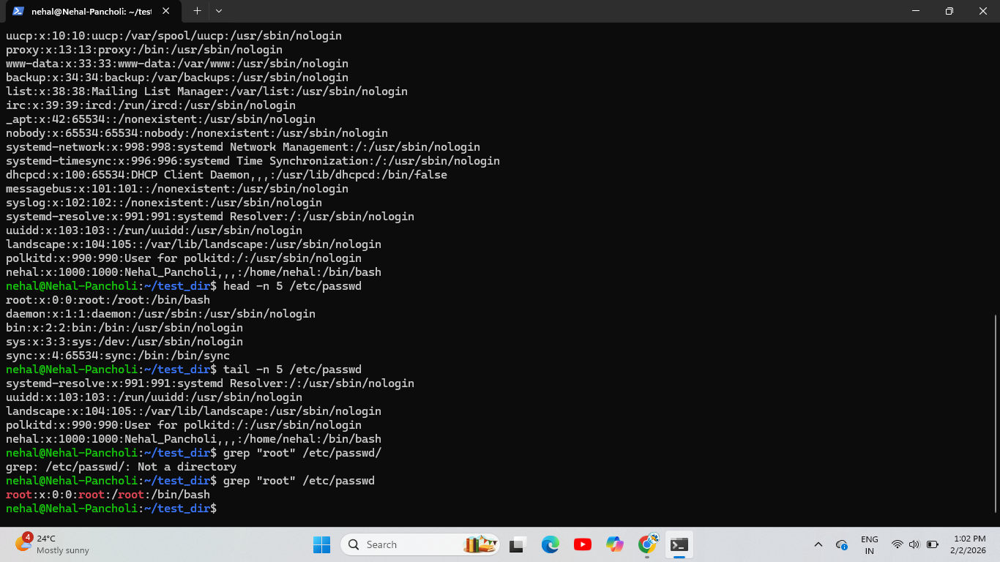 nehal@Nehal-Pancholi: ~/test
uucp:x:10:10:uucp:/var/spool/uucp:/usr/sbin/nologin
proxy:x:13:13:proxy:/bin:/usr/sbin/nologin
www-data:x:33:33:www-data:/var/www:/usr/sbin/nologin
backup:x:34:34:backup:/var/backups:/usr/sbin/nologin
list:x:38:38:Mailing List Manager:/var/list:/usr/sbin/nologin
irc:x:39:39:ircd:/run/ircd:/usr/sbin/nologin
_apt:x:42:65534::/nonexistent:/usr/sbin/nologin
nobody:x:65534:65534:nobody:/nonexistent:/usr/sbin/nologin
systemd-network:x:998:998:systemd Network Management:/:/usr/sbin/nologin
systemd-timesync:x:996:996:systemd Time Synchronization:/:/usr/sbin/nologin
dhcpcd:x:100:65534:DHCP Client Daemon,,,:/usr/lib/dhcpcd:/bin/false
messagebus:x:101:101::/nonexistent:/usr/sbin/nologin
syslog:x:102:102::/nonexistent:/usr/sbin/nologin
systemd-resolve:x:991:991:systemd Resolver:/:/usr/sbin/nologin
uuidd:x:103:103::/run/uuidd:/usr/sbin/nologin
landscape:x:104:105::/var/lib/landscape:/usr/sbin/nologin
polkitd:x:990:990:User for polkitd:/:/usr/sbin/nologin
nehal:x:1000:1000:Nehal_Pancholi,,,:/home/nehal:/bin/bash
nehal@Nehal-Pancholi:~/test_dir$ head -n 5 /etc/passwd
root:x:0:0:root:/root:/bin/bash
daemon:x:1:1:daemon:/usr/sbin:/usr/sbin/nologin
bin:x:2:2:bin:/bin:/usr/sbin/nologin
sys:x:3:3:sys:/dev:/usr/sbin/nologin
sync:x:4:65534:sync:/bin:/bin/sync
nehal@Nehal-Pancholi:~/test_dir$ tail -n 5 /etc/passwd
systemd-resolve:x:991:991:systemd Resolver:/:/usr/sbin/nologin
uuidd:x:103:103::/run/uuidd:/usr/sbin/nologin
landscape:x:104:105::/var/lib/landscape:/usr/sbin/nologin
polkitd:x:990:990:User for polkitd:/:/usr/sbin/nologin
nehal:x:1000:1000:Nehal_Pancholi,,,:/home/nehal:/bin/bash
nehal@Nehal-Pancholi:~/test_dir$ grep "root" /etc/passwd/
grep: /etc/passwd/: Not a directory
nehal@Nehal-Pancholi:~/test_dir$ grep "root" /etc/passwd
root:x:0:0:root:/root:/bin/bash
nehal@Nehal-Pancholi:~/test_dir$
4
24°C
Mostly sunny
Search
ENG
IN
1:02 PM
2/2/2026